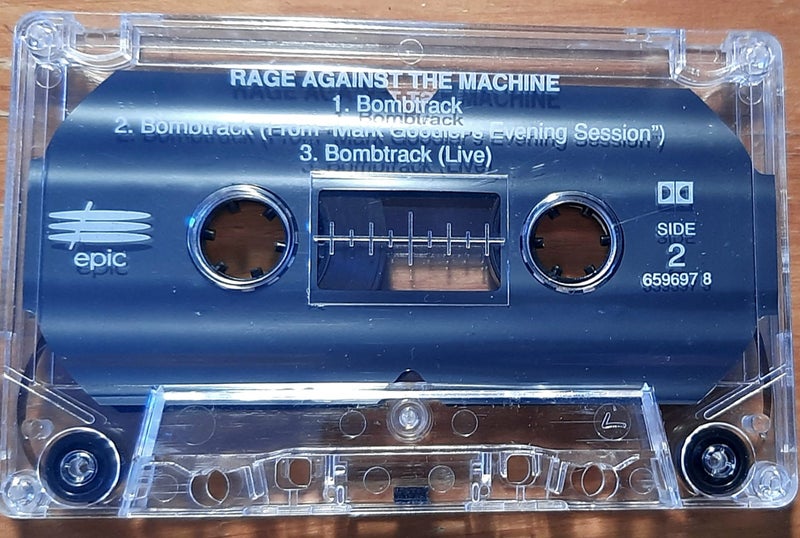 RAGE AGAINST THE MACHINE
1. Bombtrack
2. Bombtrack (From "Mark Goodier's Evening Session")
3. Bombtrack (Live)
epic
SIDE
2
659697 8